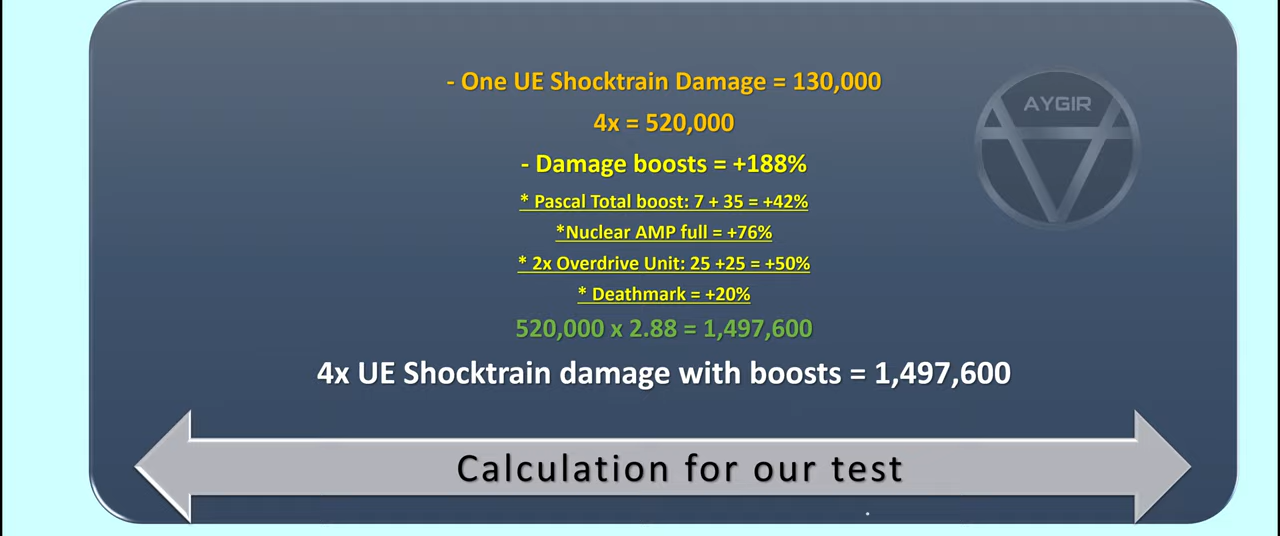 - One UE Shocktrain Damage = 130,000
AYGIR
4x = 520,000
- Damage boosts = +188%
* Pascal Total boost: 7 + 35 = +42%
*Nuclear AMP full = +76%
* 2x Overdrive Unit: 25 +25 = +50%
* Deathmark = +20%
520,000 x 2.88 = 1,497,600
4x UE Shocktrain damage with boosts = 1,497,600
Calculation for our test